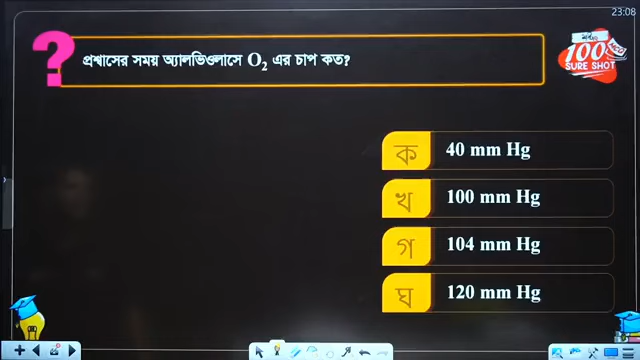 23:08
প্রশ্বাসের সময় অ্যালভিওলাসে O₂ এর চাপ কত?
100
SURE SHOT
ক 40 mm Hg
খ 100 mm Hg
গ 104 mm Hg
ঘ 120 mm Hg